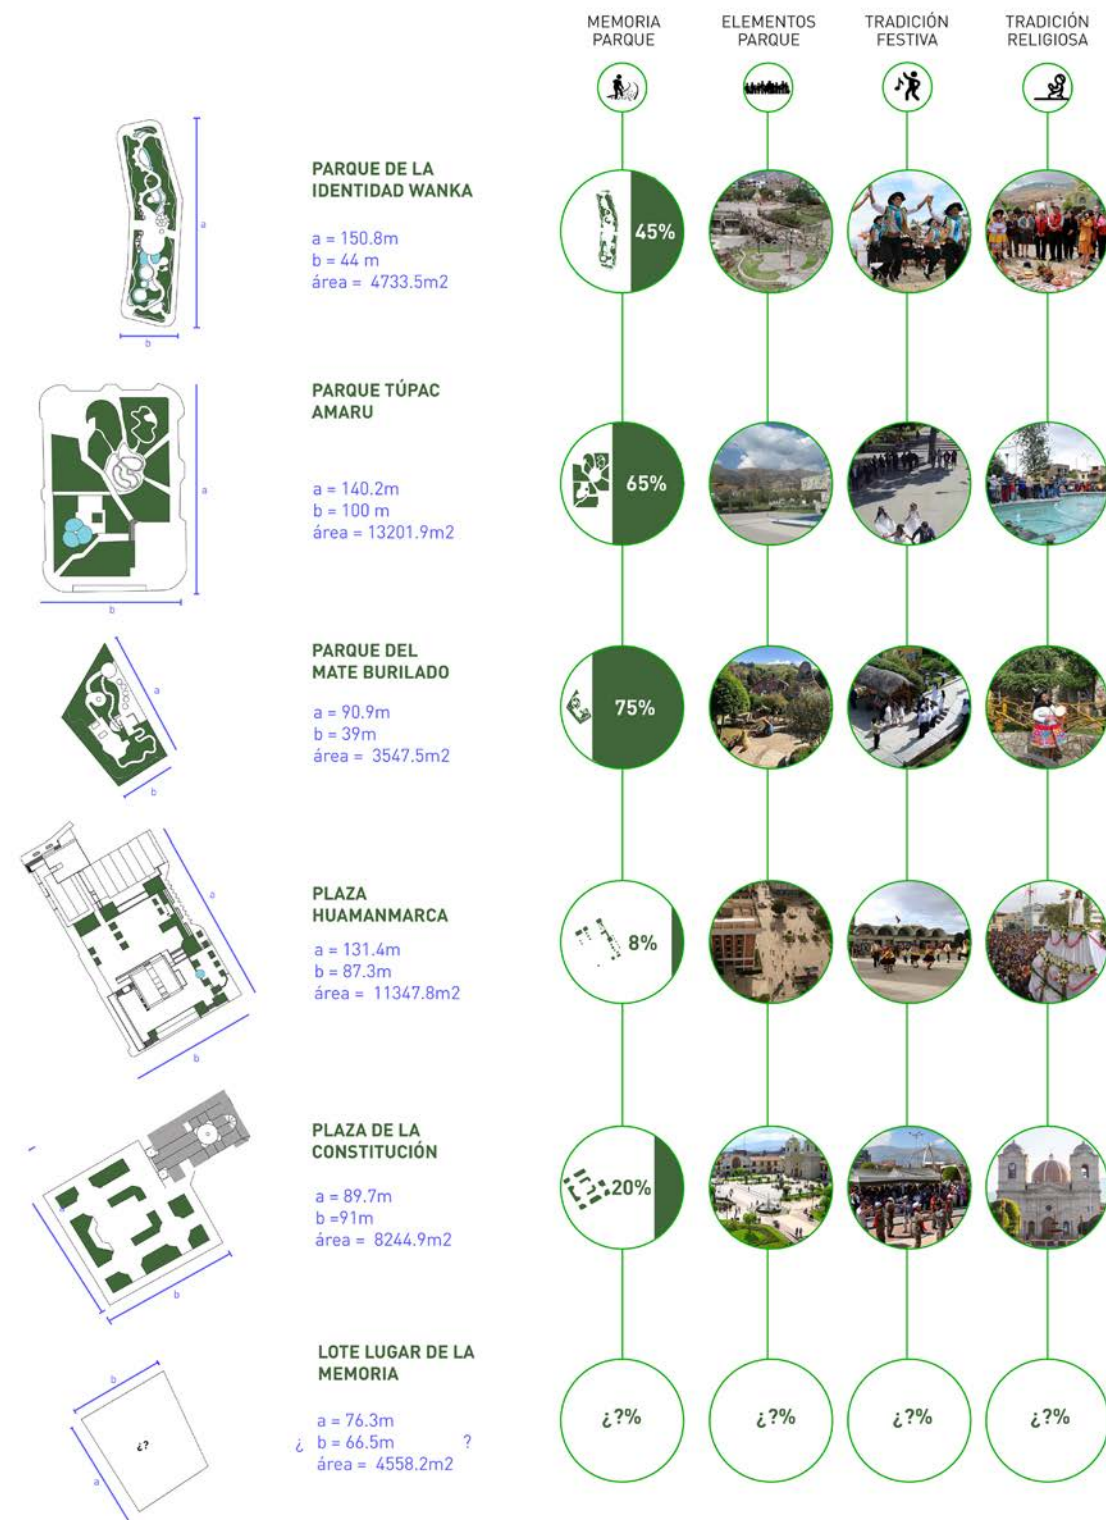 MEMORIA
PARQUE
ELEMENTOS
PARQUE
TRADICIÓN
FESTIVA
TRADICIÓN
RELIGIOSA
a
b
PARQUE DE LA
IDENTIDAD WANKA
a = 150.8m
b = 44 m
área = 4733.5m2
45%
a
b
PARQUE TÚPAC
AMARU
a = 140.2m
b = 100 m
área = 13201.9m2
65%
a
b
PARQUE DEL
MATE BURILADO
a = 90.9m
b = 39m
área = 3547.5m2
75%
a
b
PLAZA
HUAMANMARCA
a = 131.4m
b = 87.3m
área = 11347.8m2
8%
a
b
PLAZA DE LA
CONSTITUCIÓN
a = 89.7m
b =91m
área = 8244.9m2
20%
b
a
¿?
LOTE LUGAR DE LA
MEMORIA
a = 76.3m
¿ b = 66.5m ?
área = 4558.2m2
¿?%
¿?%
¿?%
¿?%